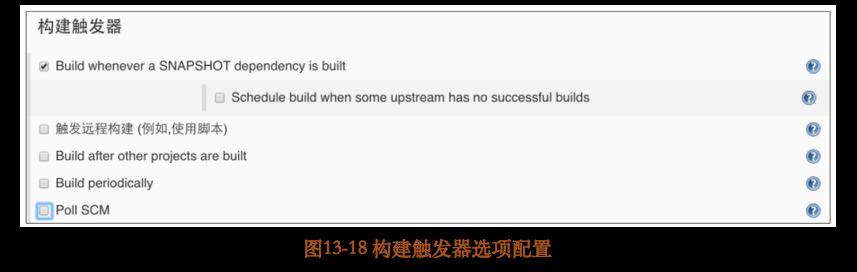 构建触发器
Build whenever a SNAPSHOT dependency is built
Schedule build when some upstream has no successful builds
触发远程构建 (例如,使用脚本)
Build after other projects are built
Build periodically
Poll SCM
图13-18 构建触发器选项配置